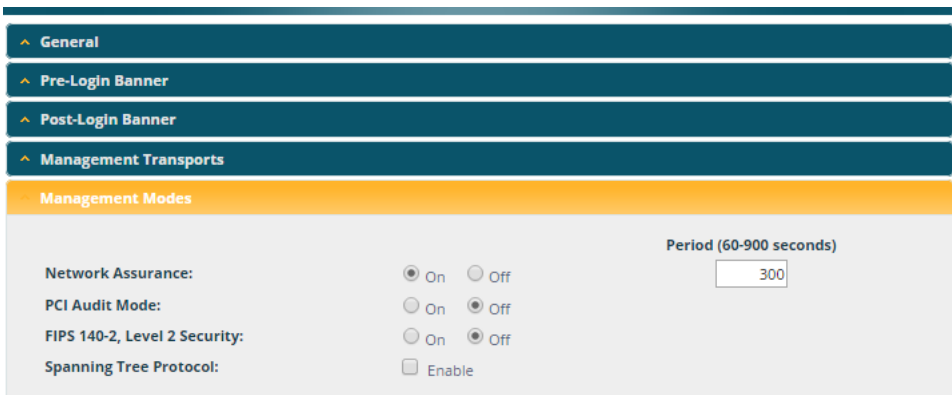 General
Pre-Login Banner
Post-Login Banner
Management Transports
Management Modes
Period (60-900 seconds)
Network Assurance: On Off 300
PCI Audit Mode: On Off
FIPS 140-2, Level 2 Security: On Off
Spanning Tree Protocol: Enable